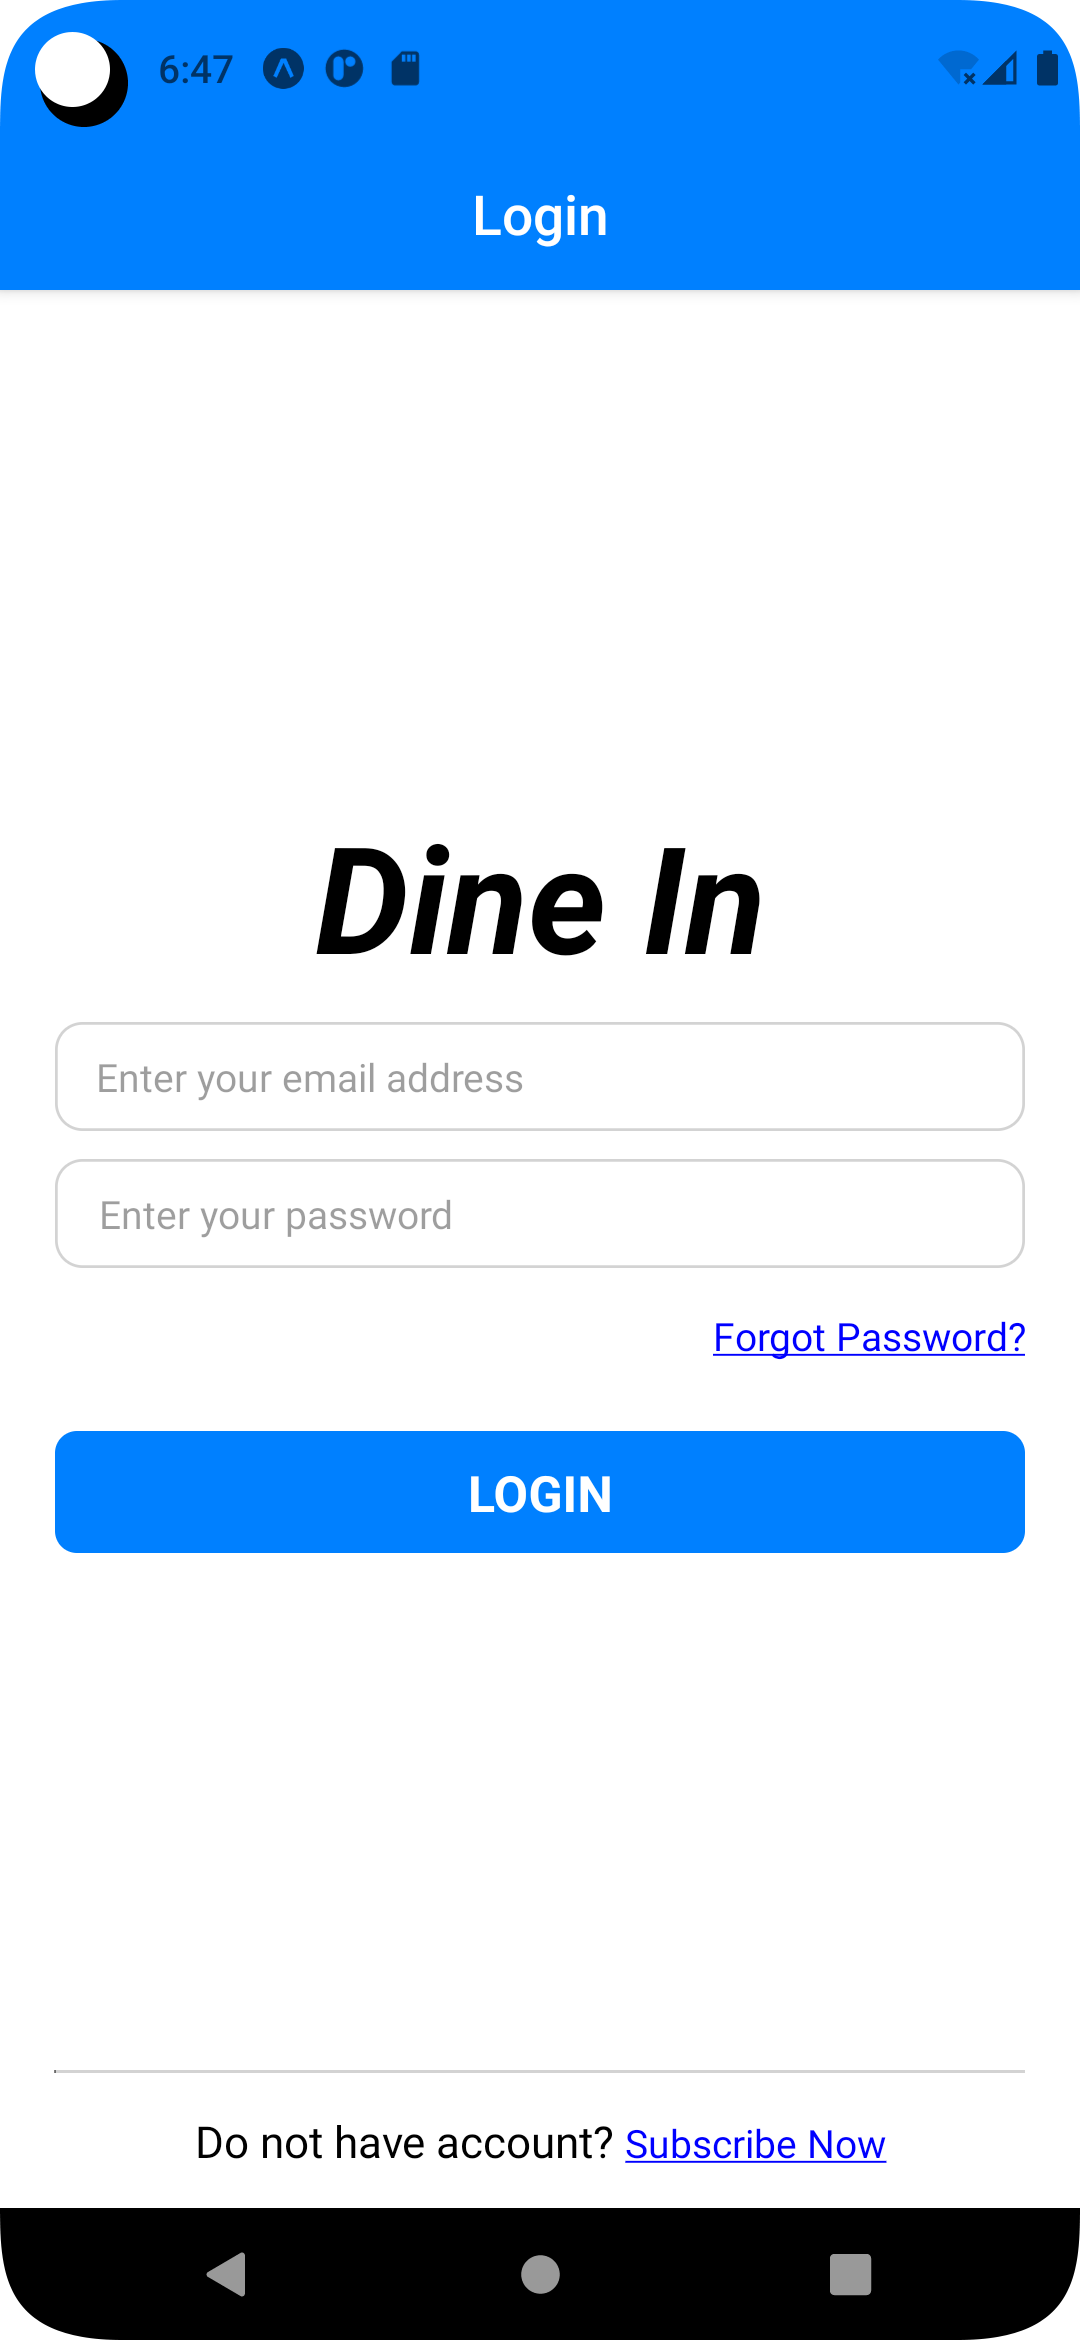 6:47
Login
Dine In
Enter your email address
Enter your password
Forgot Password?
LOGIN
Do not have account? Subscribe Now